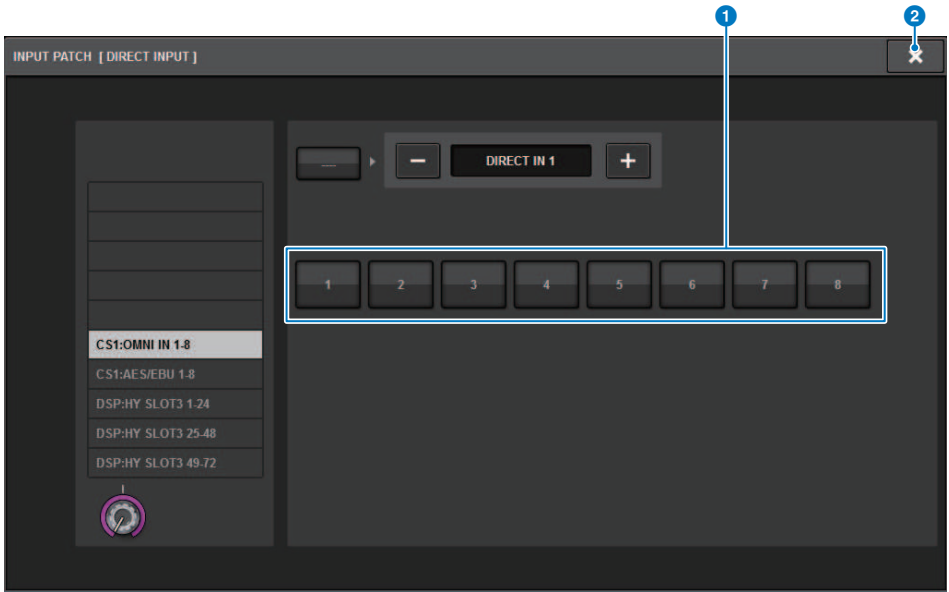 1 2
INPUT PATCH [ DIRECT INPUT ]
DIRECT IN 1
1 2 3 4 5 6 7 8
CS1:OMNI IN 1-8
CS1:AES/EBU 1-8
DSP:HY SLOT3 1-24
DSP:HY SLOT3 25-48
DSP:HY SLOT3 49-72